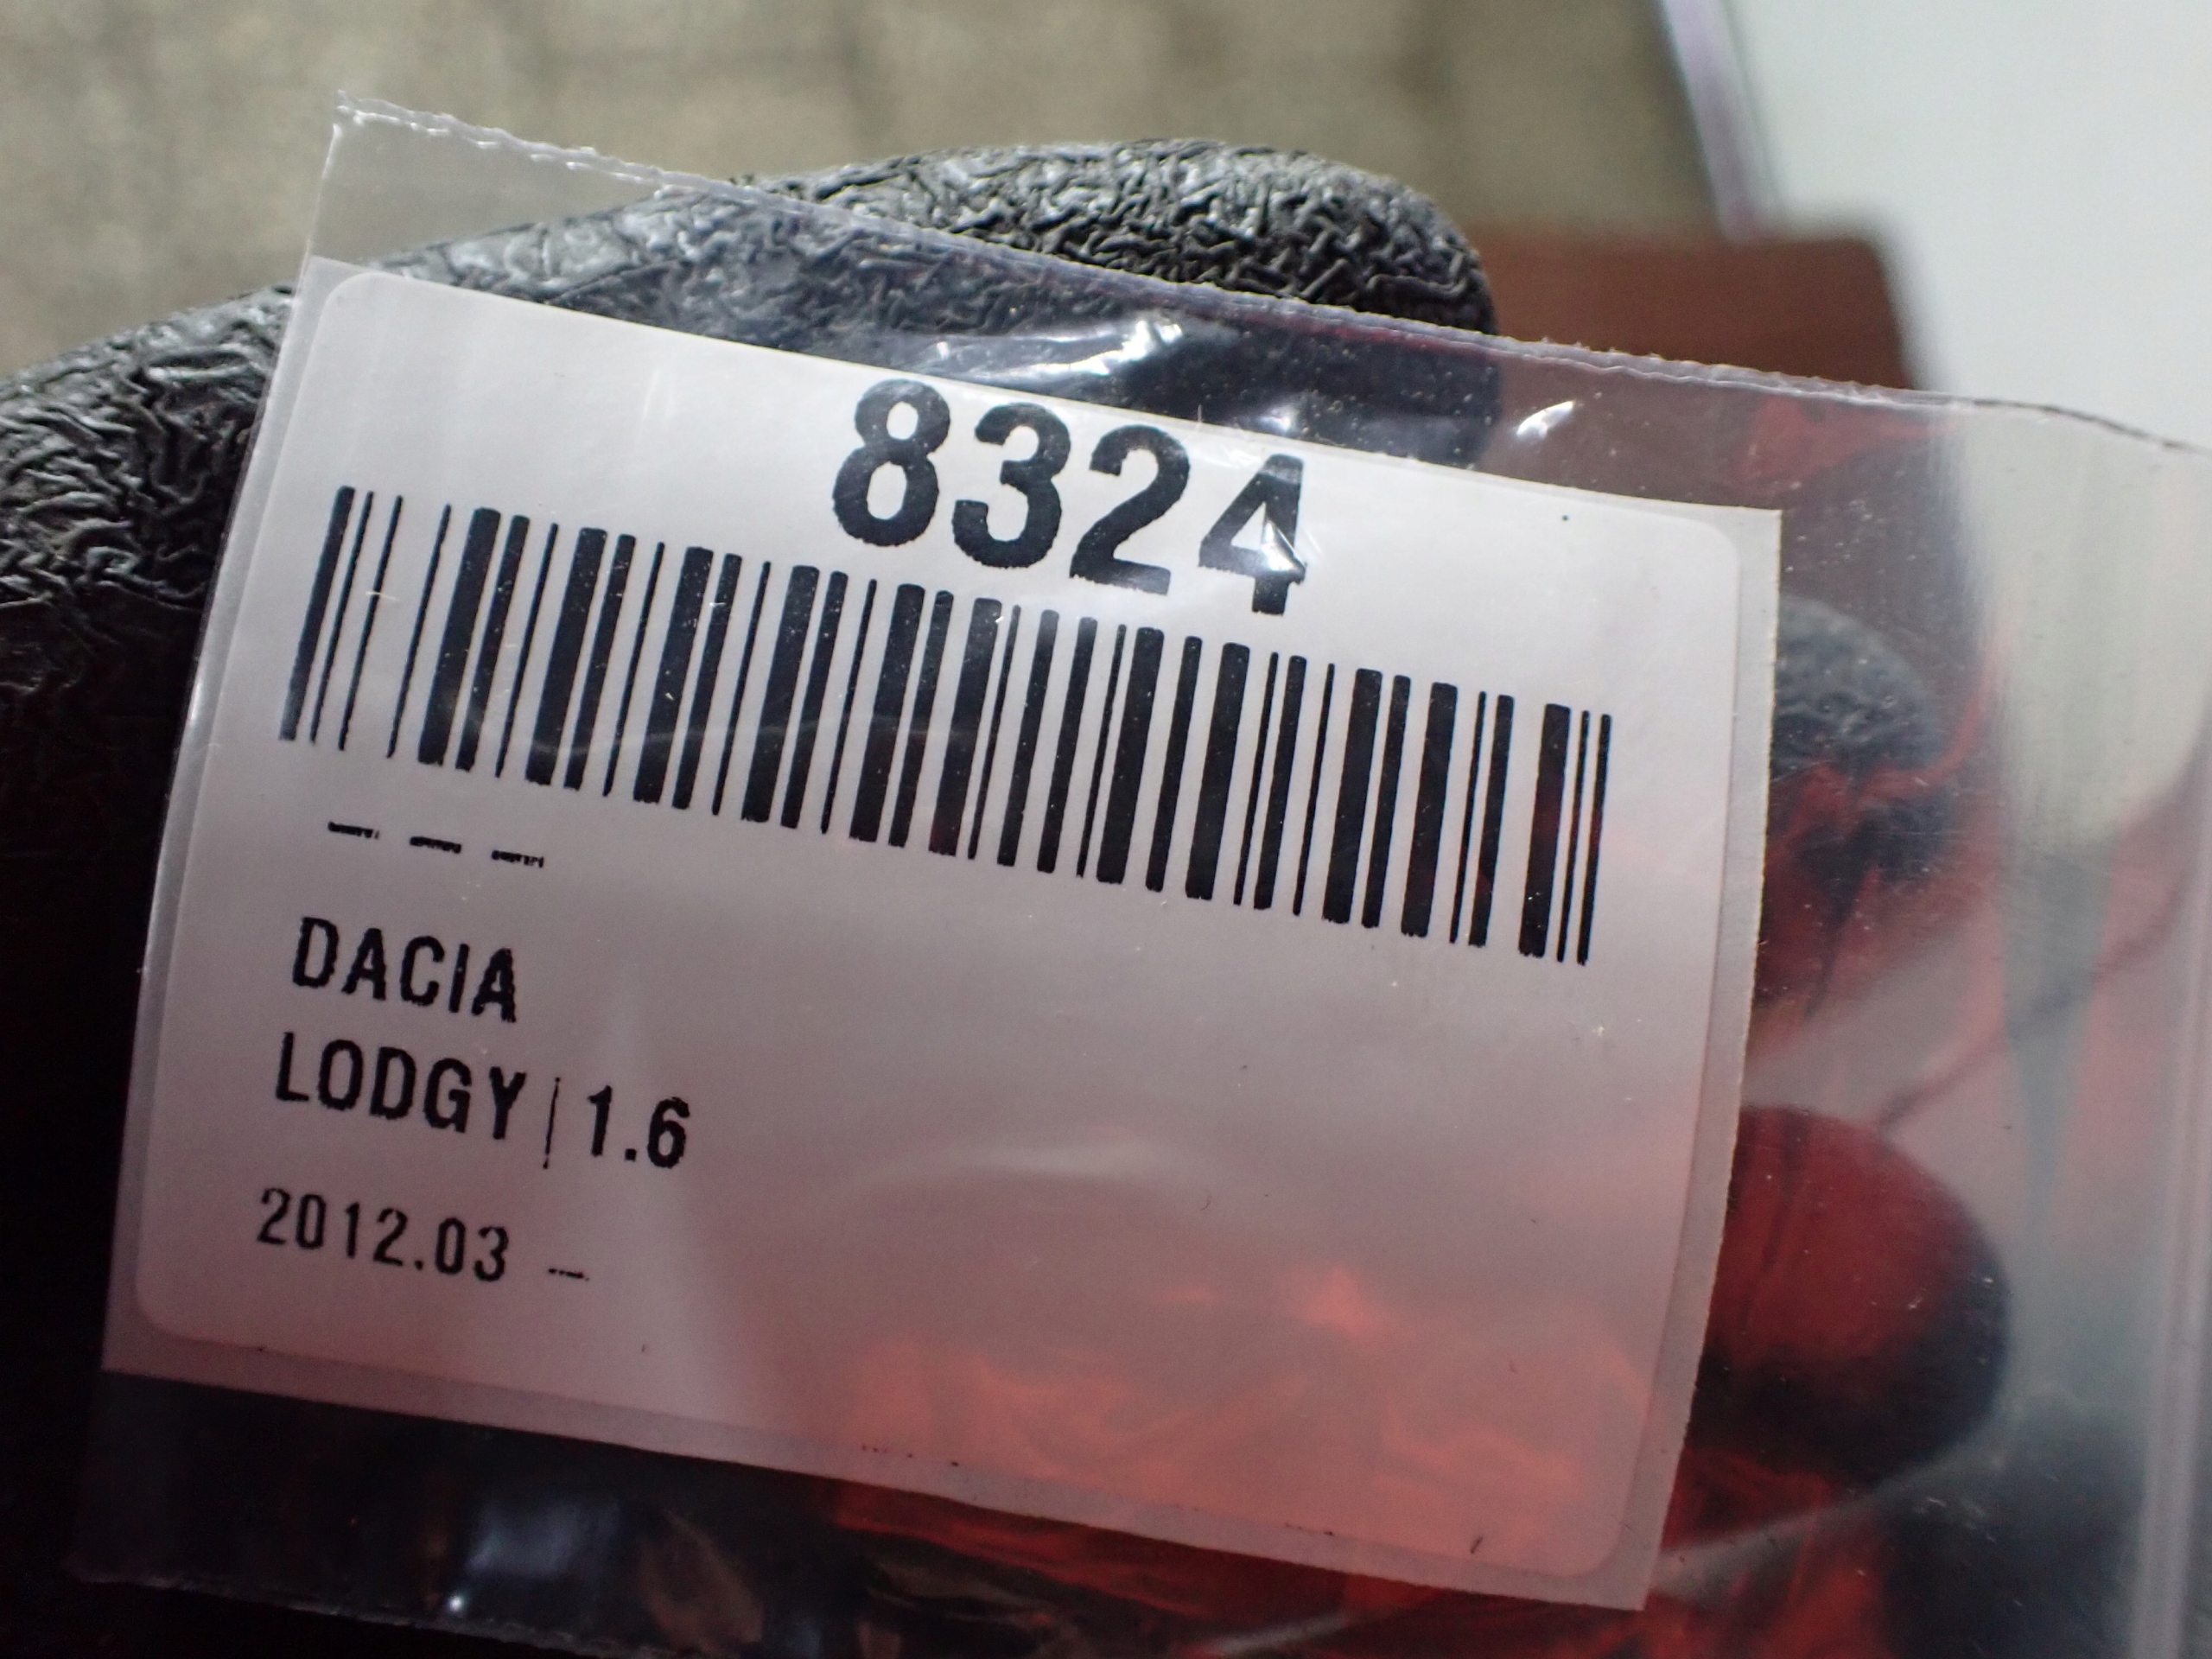 8324
– – –
DACIA
LODGY | 1.6
2012.03 –